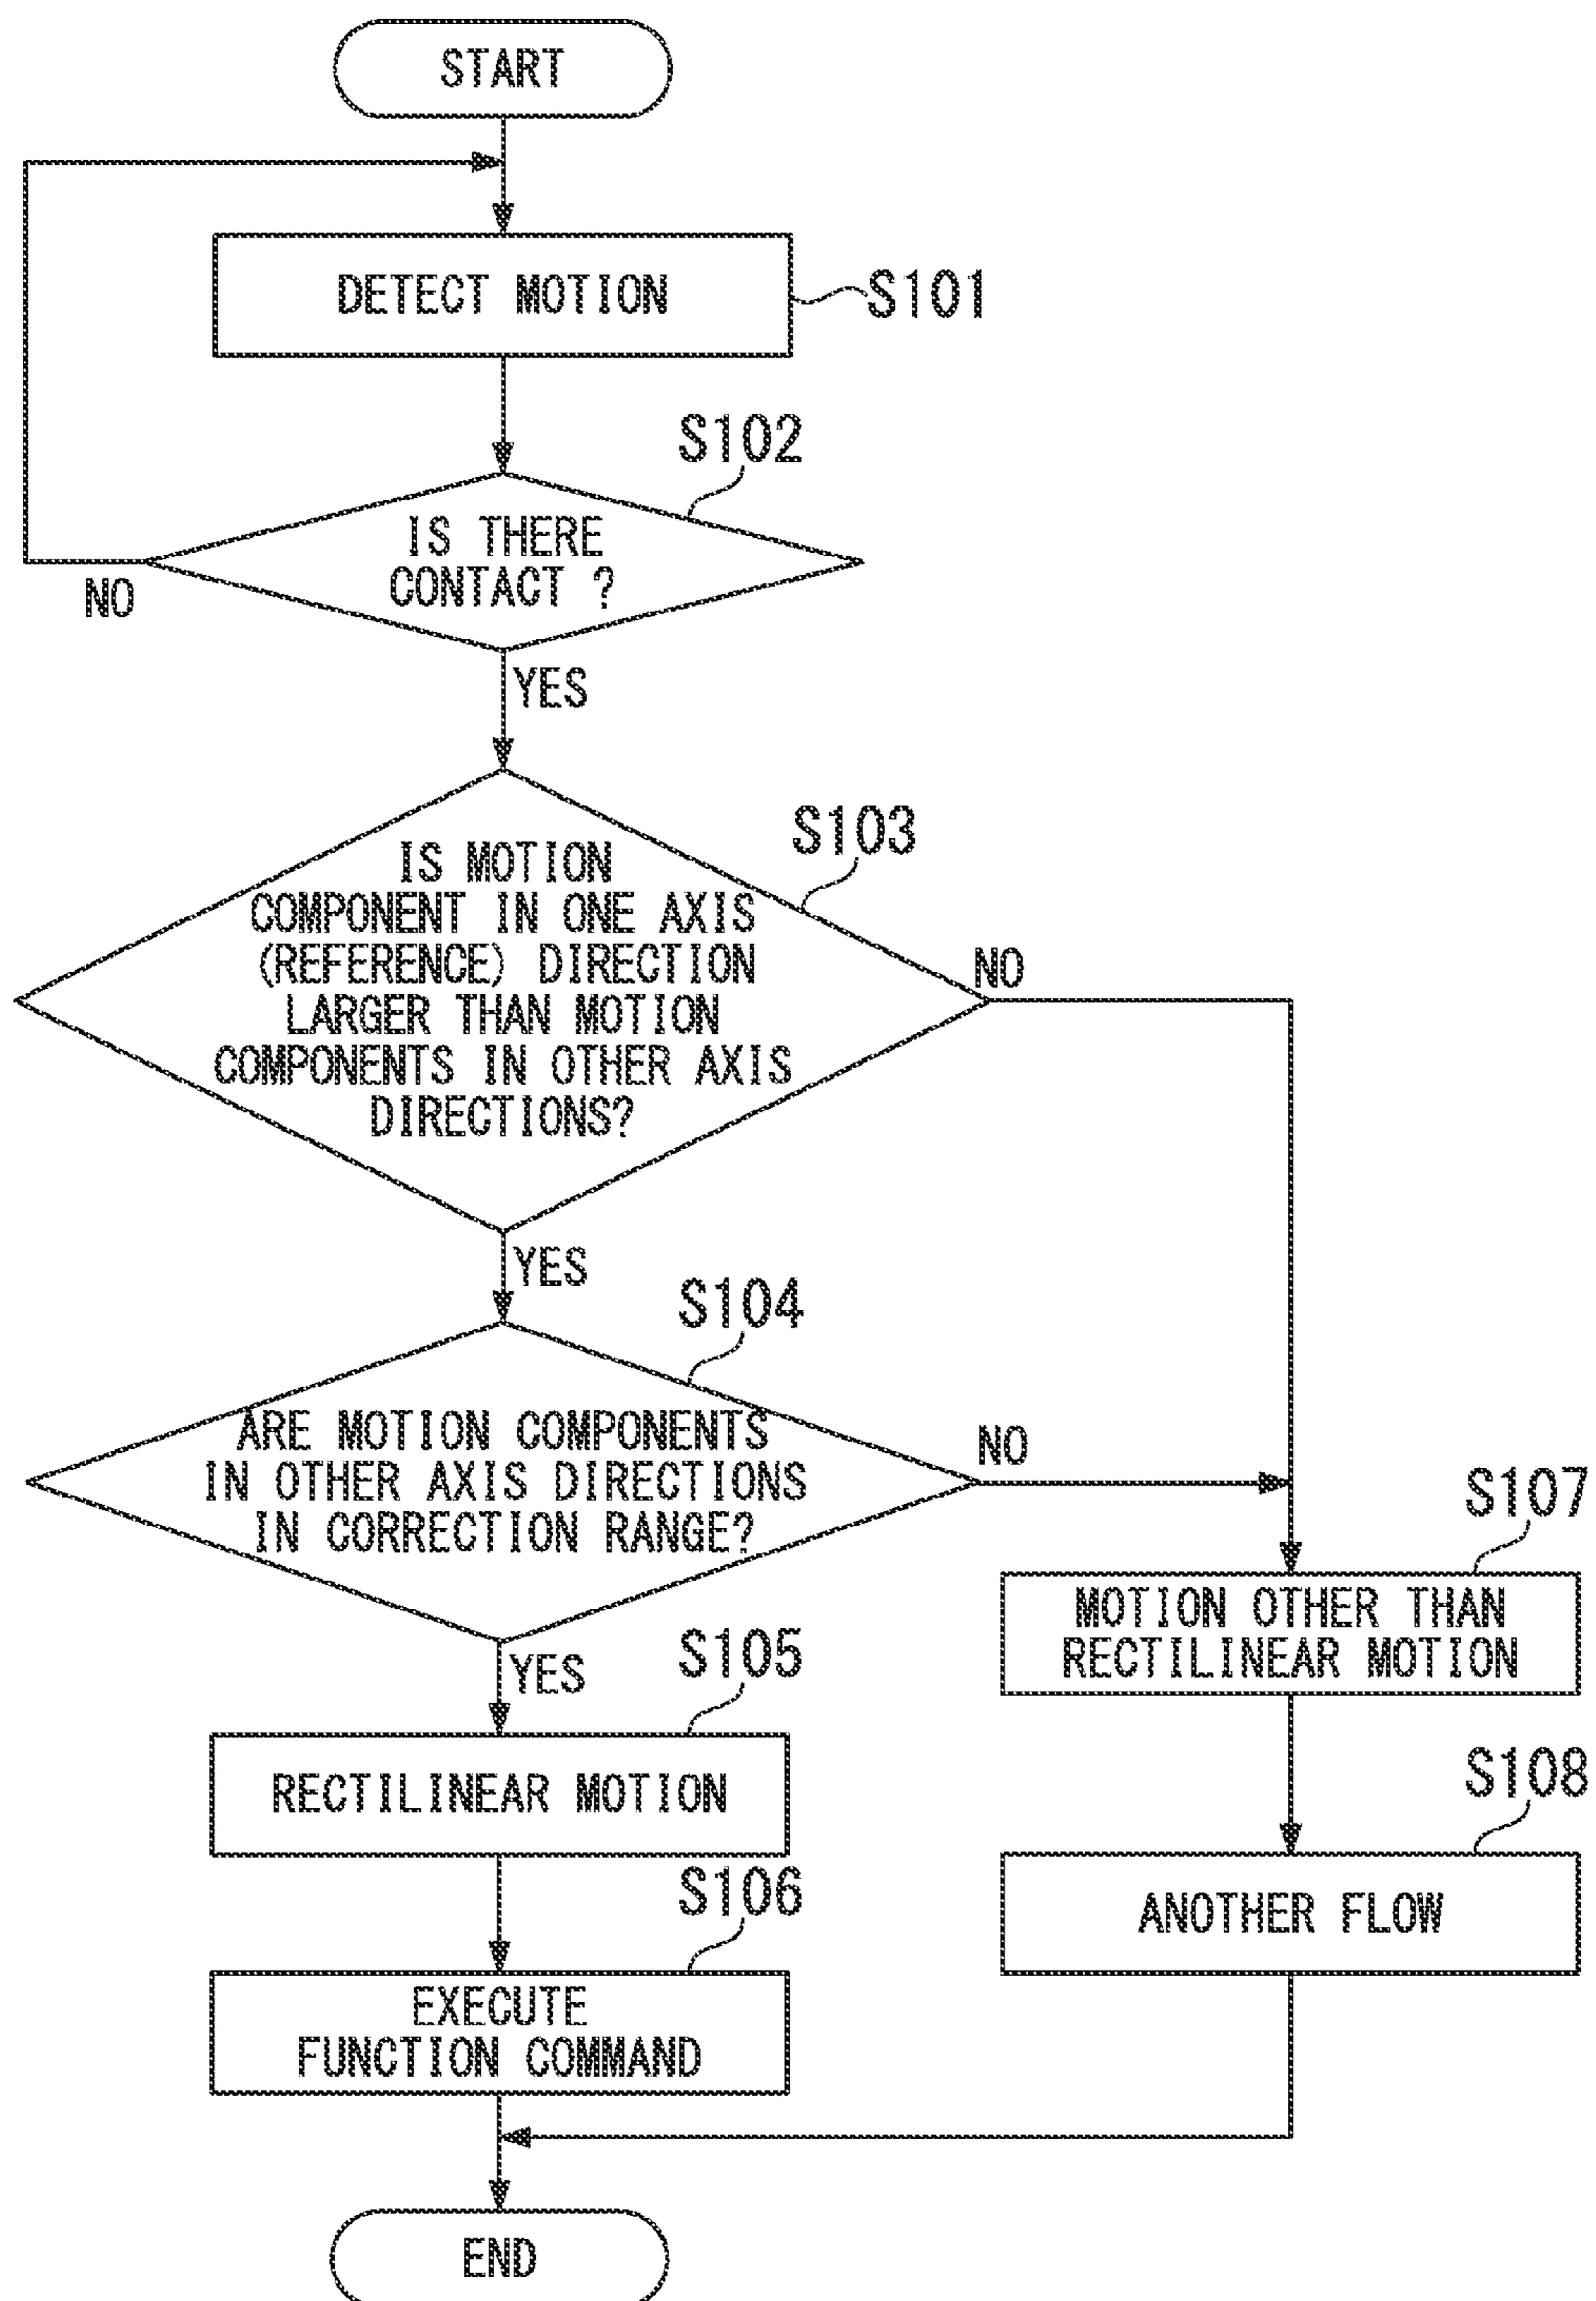 START
DETECT MOTION
S101
S102
IS THERE
CONTACT ?
NO
YES
S103
IS MOTION
COMPONENT IN ONE AXIS
(REFERENCE) DIRECTION
LARGER THAN MOTION
COMPONENTS IN OTHER AXIS
DIRECTIONS?
NO
YES
S104
ARE MOTION COMPONENTS
IN OTHER AXIS DIRECTIONS
IN CORRECTION RANGE?
NO
YES
S105
RECTILINEAR MOTION
S106
EXECUTE
FUNCTION COMMAND
S107
MOTION OTHER THAN
RECTILINEAR MOTION
S108
ANOTHER FLOW
END